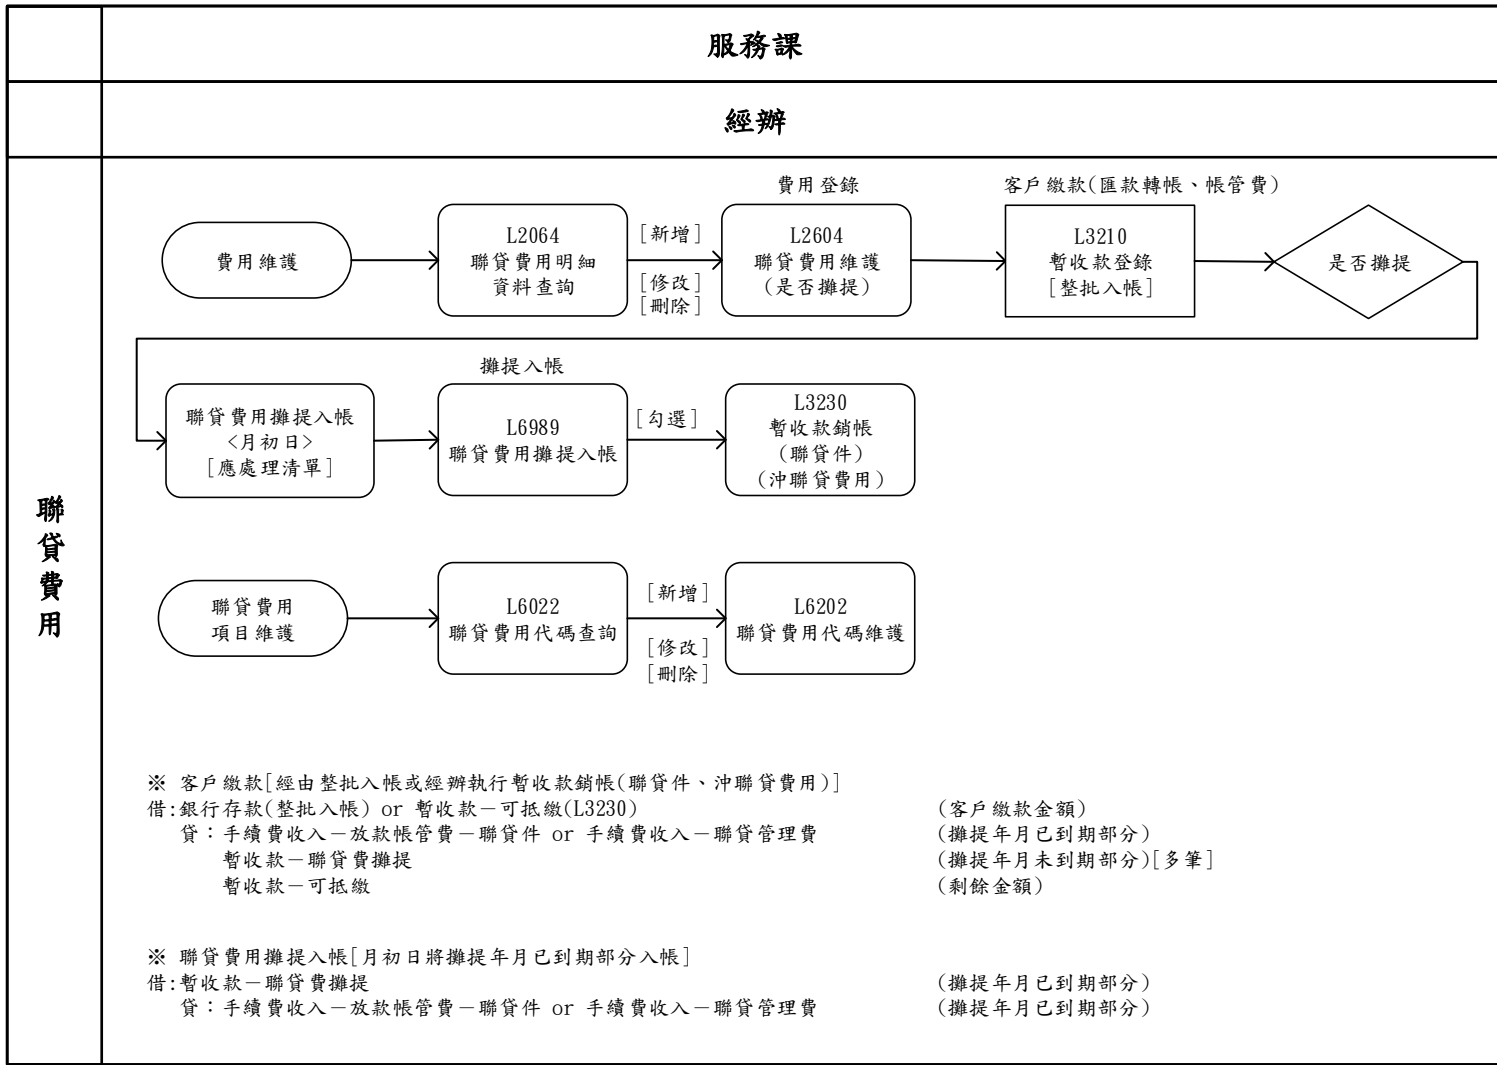 服務課
經辦
聯貸費用
費用登錄
客戶繳款(匯款轉帳、帳管費)
費用維護
L2064
聯貸費用明細
資料查詢
[新增]
[修改]
[刪除]
L2604
聯貸費用維護
(是否攤提)
L3210
暫收款登錄
[整批入帳]
是否攤提
攤提入帳
聯貸費用攤提入帳
<月初日>
[應處理清單]
L6989
聯貸費用攤提入帳
[勾選]
L3230
暫收款銷帳
(聯貸件)
(沖聯貸費用)
聯貸費用
項目維護
L6022
聯貸費用代碼查詢
[新增]
[修改]
[刪除]
L6202
聯貸費用代碼維護
※ 客戶繳款[經由整批入帳或經辦執行暫收款銷帳(聯貸件、沖聯貸費用)]
借:銀行存款(整批入帳) or 暫收款－可抵繳(L3230) (客戶繳款金額)
貸：手續費收入－放款帳管費－聯貸件 or 手續費收入－聯貸管理費 (攤提年月已到期部分)
暫收款－聯貸費攤提 (攤提年月未到期部分)[多筆]
暫收款－可抵繳 (剩餘金額)
※ 聯貸費用攤提入帳[月初日將攤提年月已到期部分入帳]
借:暫收款－聯貸費攤提 (攤提年月已到期部分)
貸：手續費收入－放款帳管費－聯貸件 or 手續費收入－聯貸管理費 (攤提年月已到期部分)